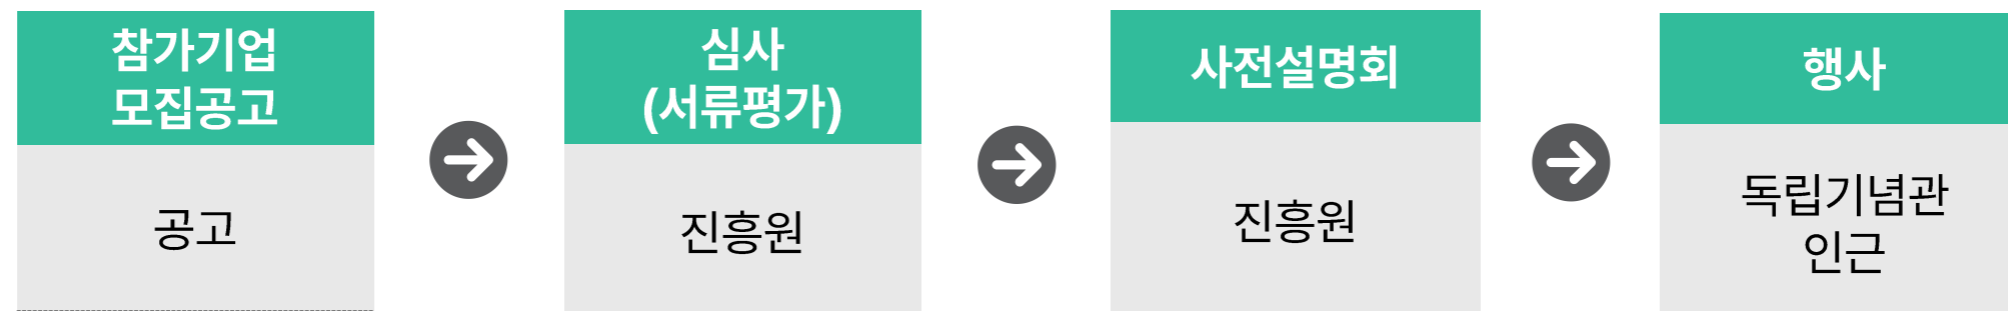 참가기업
모집공고
공고
심사
(서류평가)
진흥원
사전설명회
진흥원
행사
독립기념관
인근